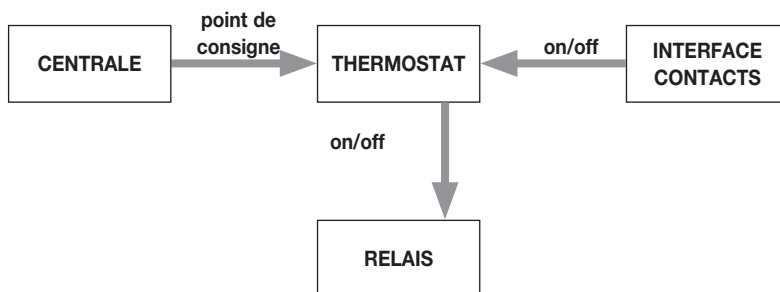 point de
consigne
CENTRALE
THERMOSTAT
on/off
INTERFACE
CONTACTS
on/off
RELAIS